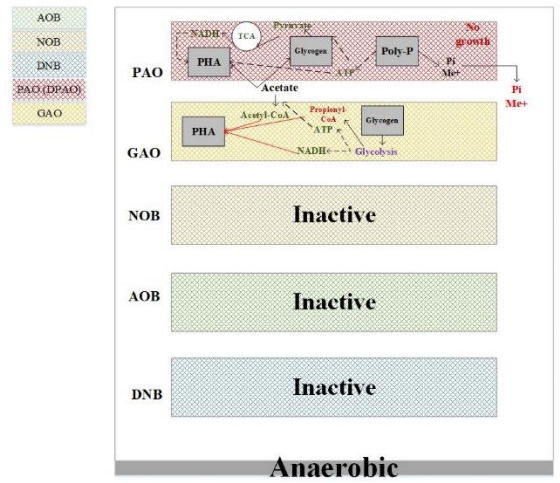 AOB
NOB
DNB
PAO (DPAO)
GAO
PAO
NADH
TCA
Pyruvate
No
growth
PHA
Glycogen
Poly-P
ATP
Pi
Me+
Pi
Me+
Acetate
GAO
PHA
Acetyl-CoA
Propionyl-
CoA
ATP
Glycogen
NADH
Glycolysis
NOB
Inactive
AOB
Inactive
DNB
Inactive
Anaerobic